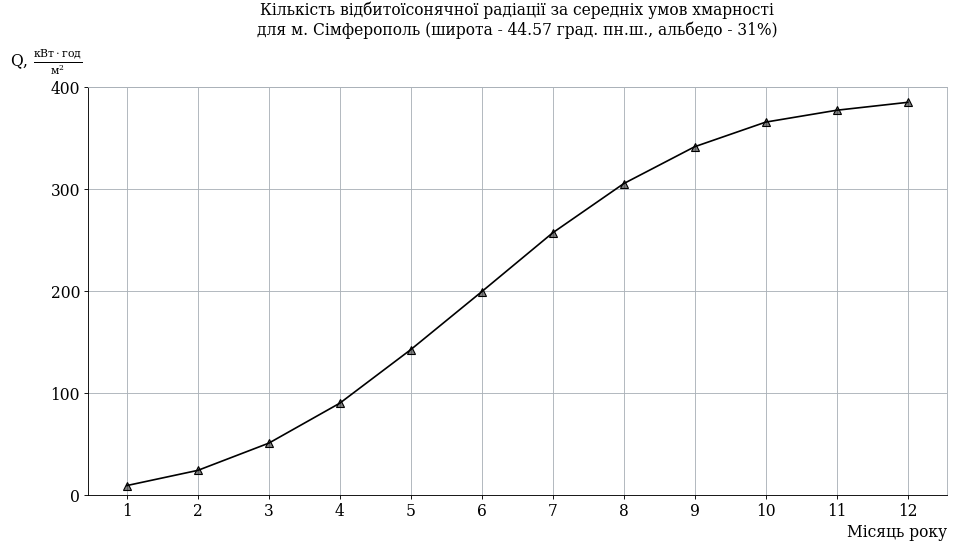 Кількість відбитоїсонячної радіації за середніх умов хмарності
для м. Сімферополь (широта - 44.57 град. пн.ш., альбедо - 31%)
Q, кВт · год
м²
400
300
200
100
0
1 2 3 4 5 6 7 8 9 10 11 12
Місяць року